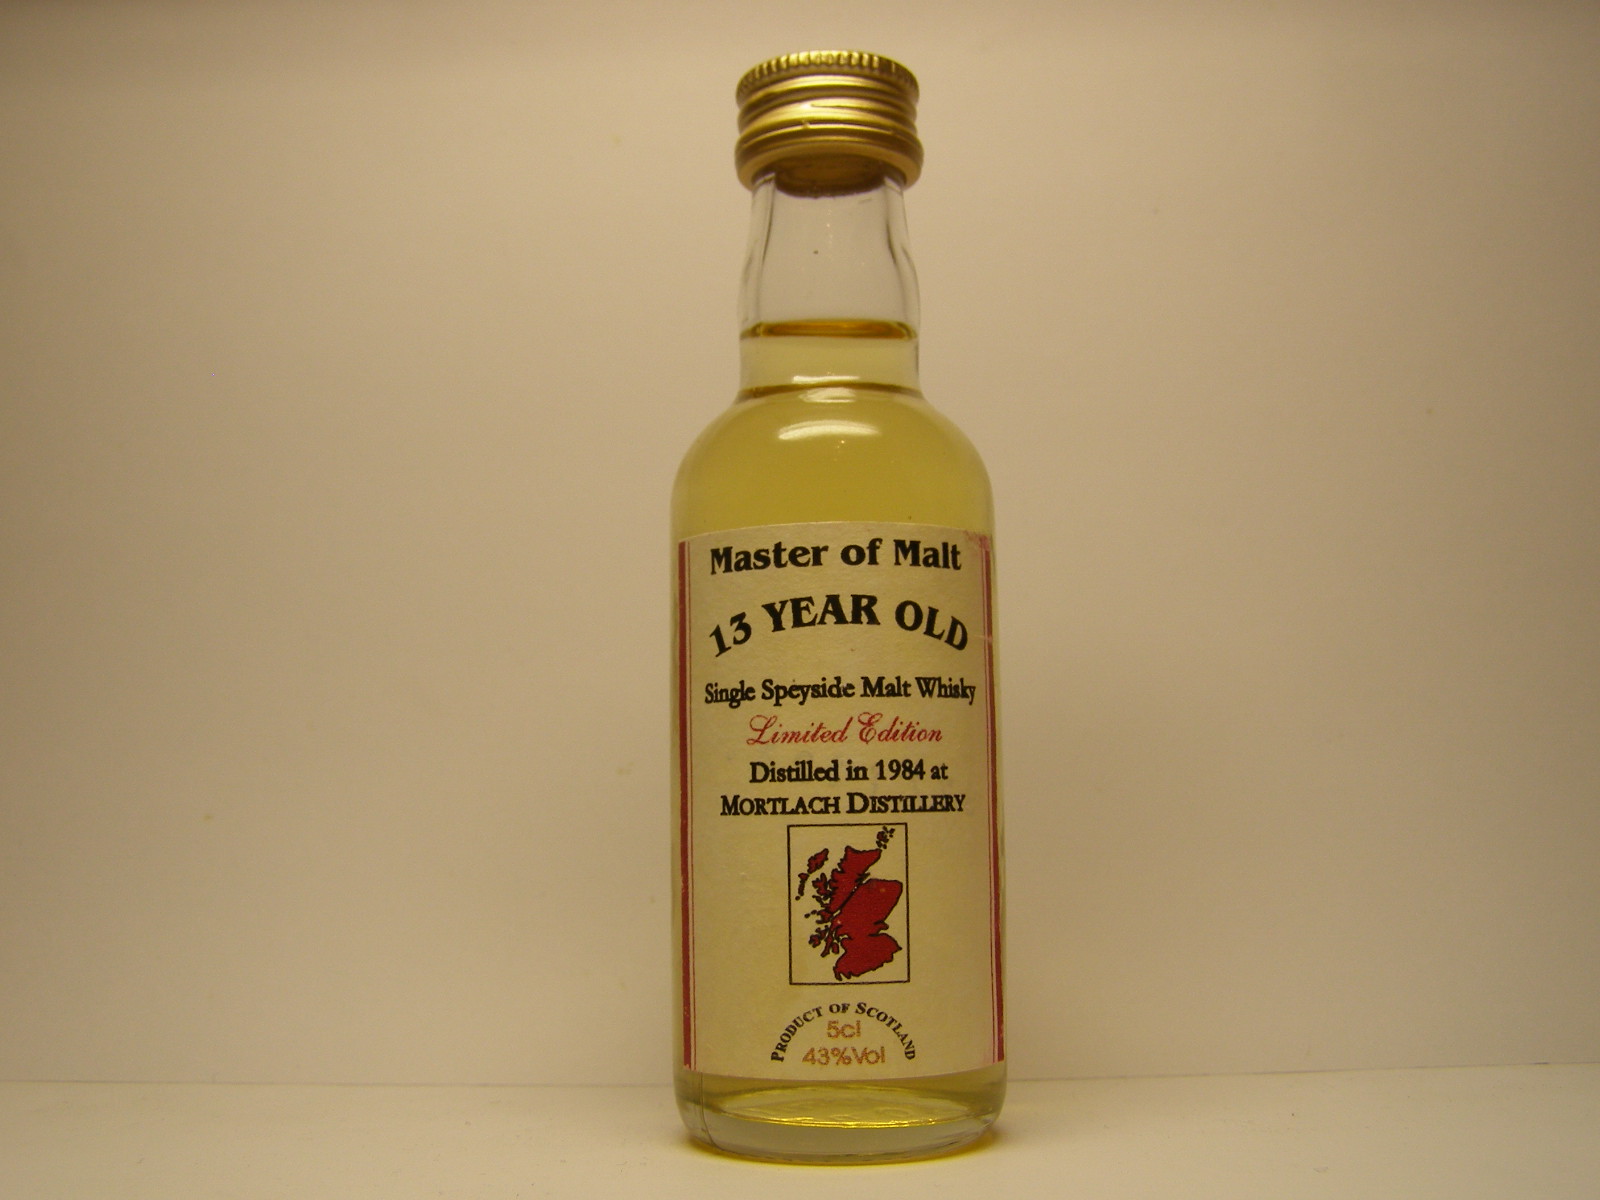 Master of Malt
13 YEAR OLD
Single Speyside Malt Whisky
Limited Edition
Distilled in 1984 at
MORTLACH DISTILLERY
PRODUCT OF SCOTLAND
5cl
43%Vol